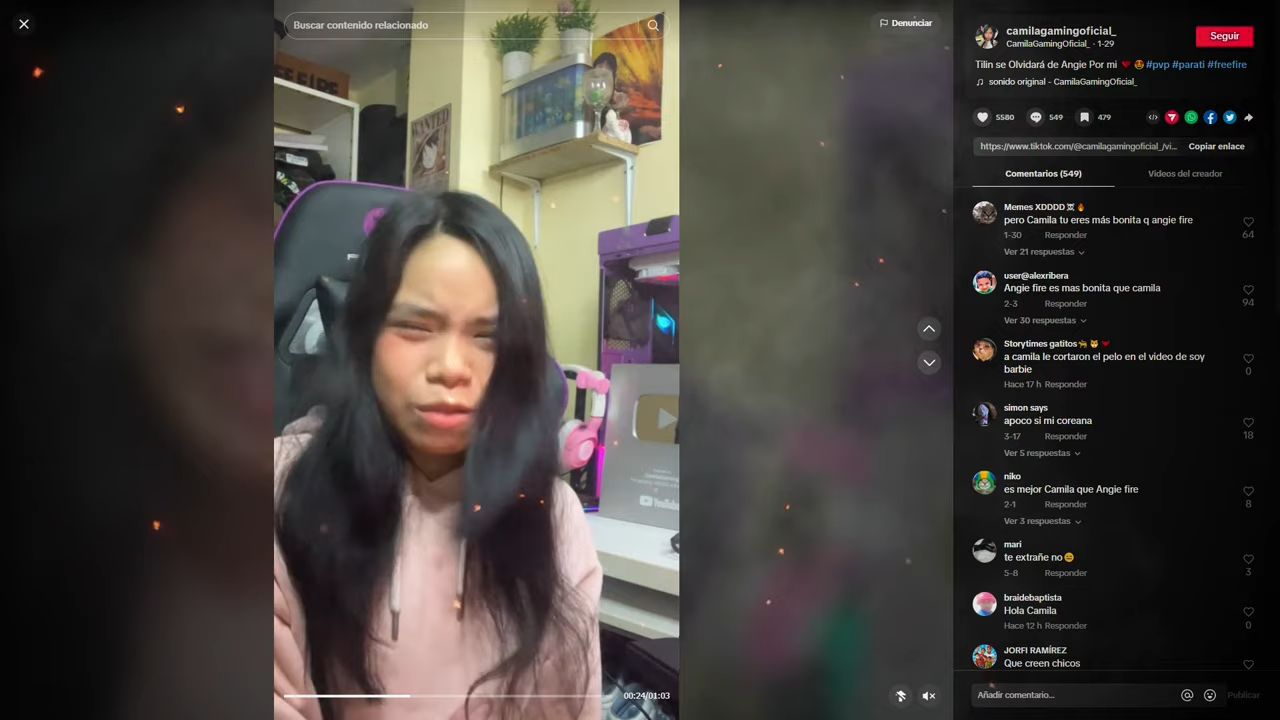 Buscar contenido relacionado
Denunciar
WANTED
YouTube
00:24/01:03
camilagamingoficial_
CamilaGamingOficial_ · 1-29
Seguir
Tilin se Olvidará de Angie Por mi ❤️ 😍 #pvp #parati #freefire
♫ sonido original - CamilaGamingOficial_
5580
549
479
https://www.tiktok.com/@camilagamingoficial_/vi...
Copiar enlace
Comentarios (549)
Videos del creador
Memes XDDDD ☠ 🔥
pero Camila tu eres más bonita q angie fire
1-30 Responder
64
Ver 21 respuestas
user@alexribera
Angie fire es mas bonita que camila
2-3 Responder
94
Ver 30 respuestas
Storytimes gatitos🐆 🐱 ❤️
a camila le cortaron el pelo en el video de soy
barbie
0
Hace 17 h Responder
simon says
apoco si mi coreana
3-17 Responder
18
Ver 5 respuestas
niko
es mejor Camila que Angie fire
2-1 Responder
8
Ver 3 respuestas
mari
te extrañe no😑
5-8 Responder
3
braidebaptista
Hola Camila
Hace 12 h Responder
0
JORFI RAMÍREZ
Que creen chicos
Añadir comentario...
Publicar